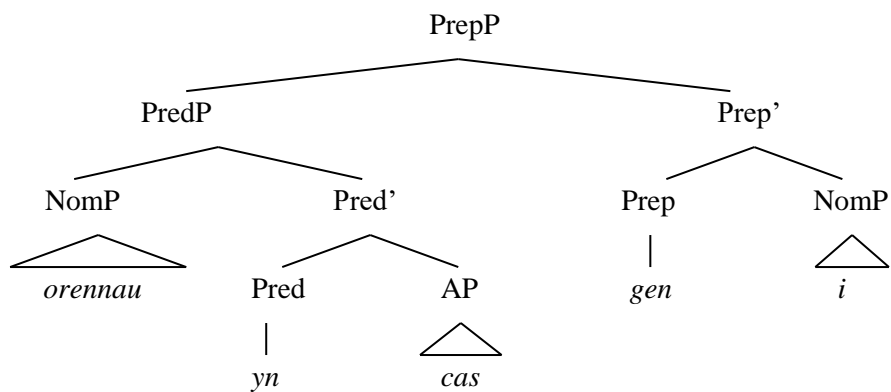 PrepP
PredP Prep’
NomP Pred’ Prep NomP
orennau Pred AP gen i
yn cas